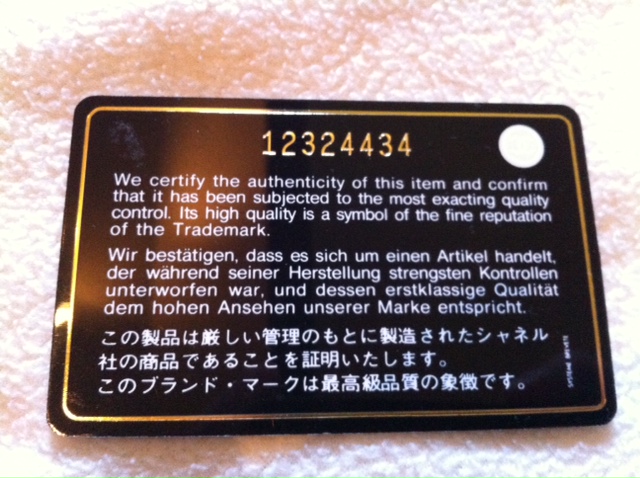 12324434
We certify the authenticity of this item and confirm
that it has been subjected to the most exacting quality
control. Its high quality is a symbol of the fine reputation
of the Trademark.
Wir bestätigen, dass es sich um einen Artikel handelt,
der während seiner Herstellung strengsten Kontrollen
unterworfen war, und dessen erstklassige Qualität
dem hohen Ansehen unserer Marke entspricht.
この製品は厳しい管理のもとに製造されたシャネル
社の商品であることを証明いたします。
このブランド・マークは最高級品質の象徴です。
SYSTEME BREVETE